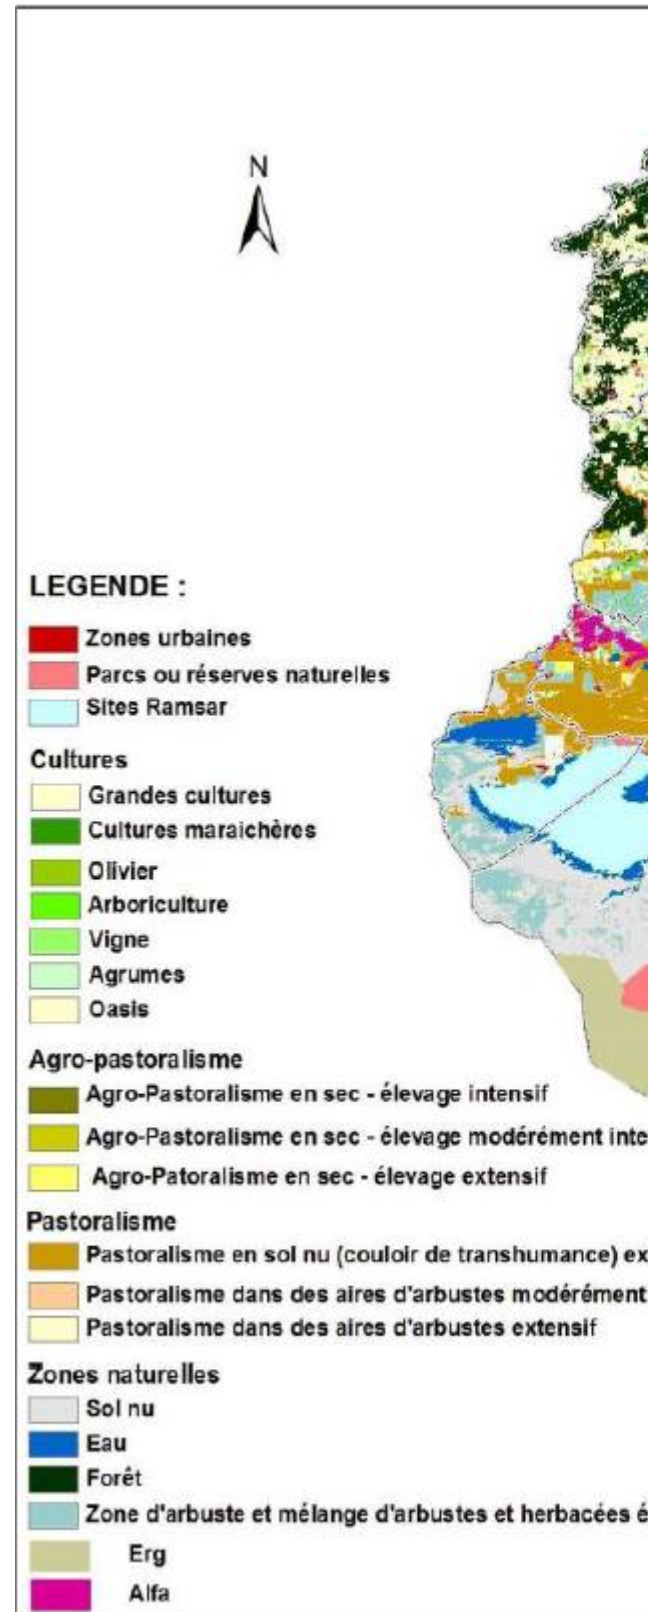 N
LEGENDE :
Zones urbaines
Parcs ou réserves naturelles
Sites Ramsar
Cultures
Grandes cultures
Cultures maraichères
Olivier
Arboriculture
Vigne
Agrumes
Oasis
Agro-pastoralisme
Agro-Pastoralisme en sec - élevage intensif
Agro-Pastoralisme en sec - élevage modérément inte
Agro-Patoralisme en sec - élevage extensif
Pastoralisme
Pastoralisme en sol nu (couloir de transhumance) ex
Pastoralisme dans des aires d'arbustes modérément
Pastoralisme dans des aires d'arbustes extensif
Zones naturelles
Sol nu
Eau
Forêt
Zone d'arbuste et mélange d'arbustes et herbacées é
Erg
Alfa